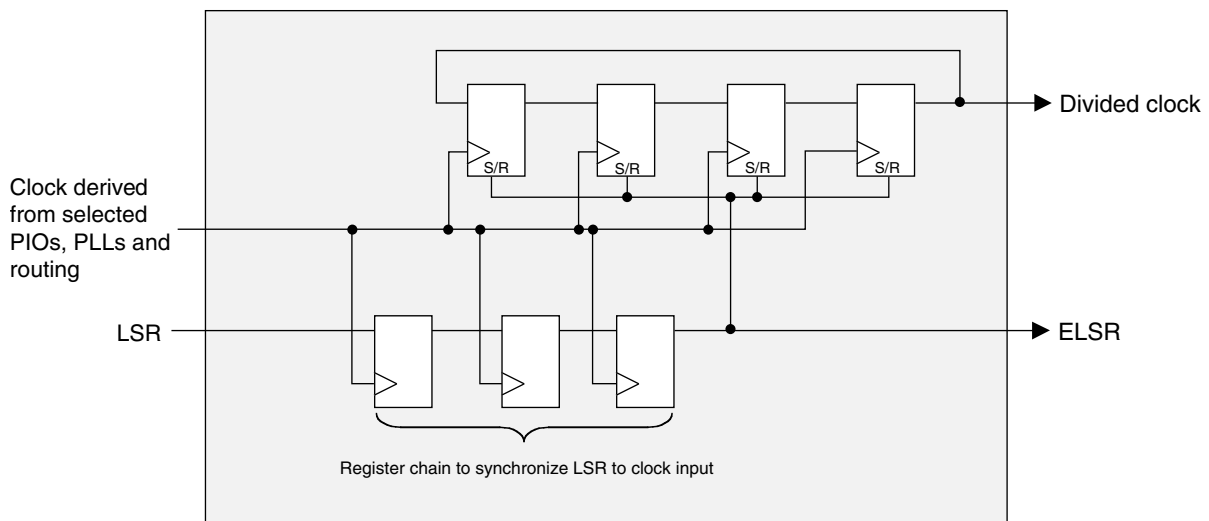 Divided clock
S/R
S/R
S/R
S/R
Clock derived
from selected
PIOs, PLLs and
routing
LSR
ELSR
Register chain to synchronize LSR to clock input